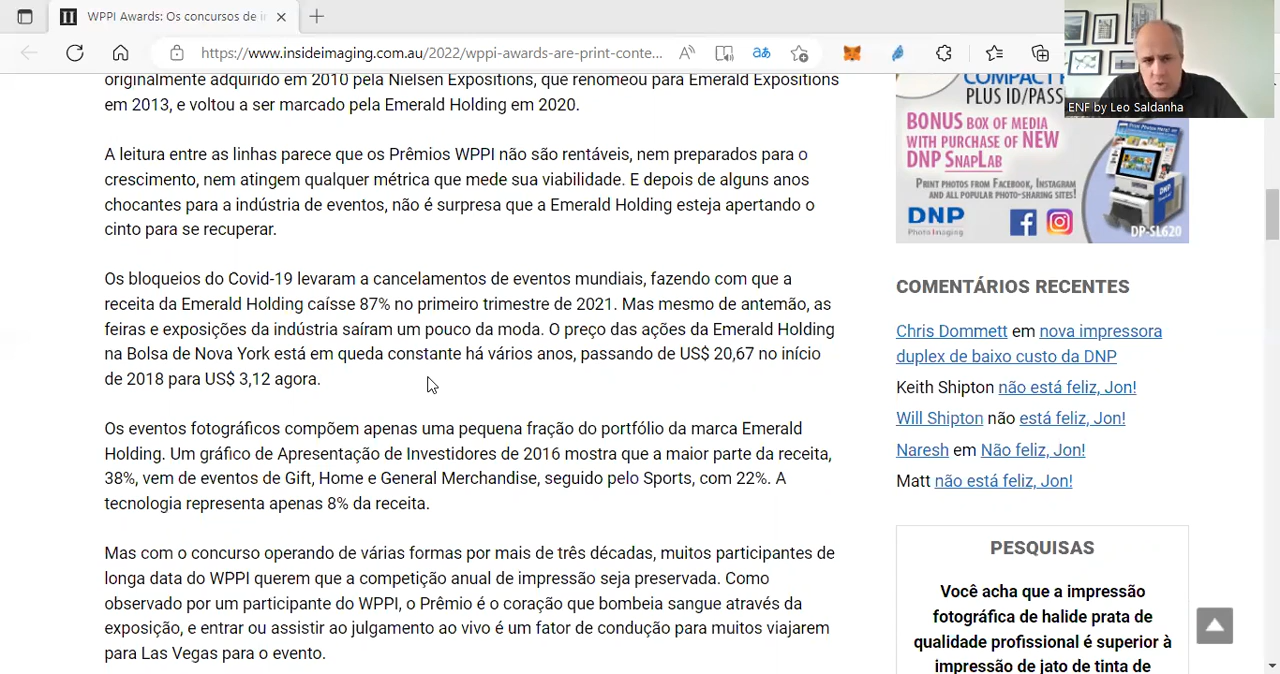 WPPI Awards: Os concursos de i
https://www.insideimaging.com.au/2022/wppi-awards-are-print-conte...
ENF by Leo Saldanha
originalmente adquirido em 2010 pela Nielsen Expositions, que renomeou para Emerald Expositions
em 2013, e voltou a ser marcado pela Emerald Holding em 2020.
A leitura entre as linhas parece que os Prêmios WPPI não são rentáveis, nem preparados para o
crescimento, nem atingem qualquer métrica que mede sua viabilidade. E depois de alguns anos
chocantes para a indústria de eventos, não é surpresa que a Emerald Holding esteja apertando o
cinto para se recuperar.
Os bloqueios do Covid-19 levaram a cancelamentos de eventos mundiais, fazendo com que a
receita da Emerald Holding caísse 87% no primeiro trimestre de 2021. Mas mesmo de antemão, as
feiras e exposições da indústria saíram um pouco da moda. O preço das ações da Emerald Holding
na Bolsa de Nova York está em queda constante há vários anos, passando de US$ 20,67 no início
de 2018 para US$ 3,12 agora.
Os eventos fotográficos compõem apenas uma pequena fração do portfólio da marca Emerald
Holding. Um gráfico de Apresentação de Investidores de 2016 mostra que a maior parte da receita,
38%, vem de eventos de Gift, Home e General Merchandise, seguido pelo Sports, com 22%. A
tecnologia representa apenas 8% da receita.
Mas com o concurso operando de várias formas por mais de três décadas, muitos participantes de
longa data do WPPI querem que a competição anual de impressão seja preservada. Como
observado por um participante do WPPI, o Prêmio é o coração que bombeia sangue através da
exposição, e entrar ou assistir ao julgamento ao vivo é um fator de condução para muitos viajarem
para Las Vegas para o evento.
COMPACT
PLUS ID/PASS
BONUS BOX OF MEDIA
WITH PURCHASE OF NEW
DNP SNAPLAB
PRINT PHOTOS FROM FACEBOOK, INSTAGRAM
AND ALL POPULAR PHOTO-SHARING SITES!
DNP
Photo Imaging
DNP
DP-SL620
COMENTÁRIOS RECENTES
Chris Dommett em nova impressora
duplex de baixo custo da DNP
Keith Shipton não está feliz, Jon!
Will Shipton não está feliz, Jon!
Naresh em Não feliz, Jon!
Matt não está feliz, Jon!
PESQUISAS
Você acha que a impressão
fotográfica de halide prata de
qualidade profissional é superior à
impressão de jato de tinta de